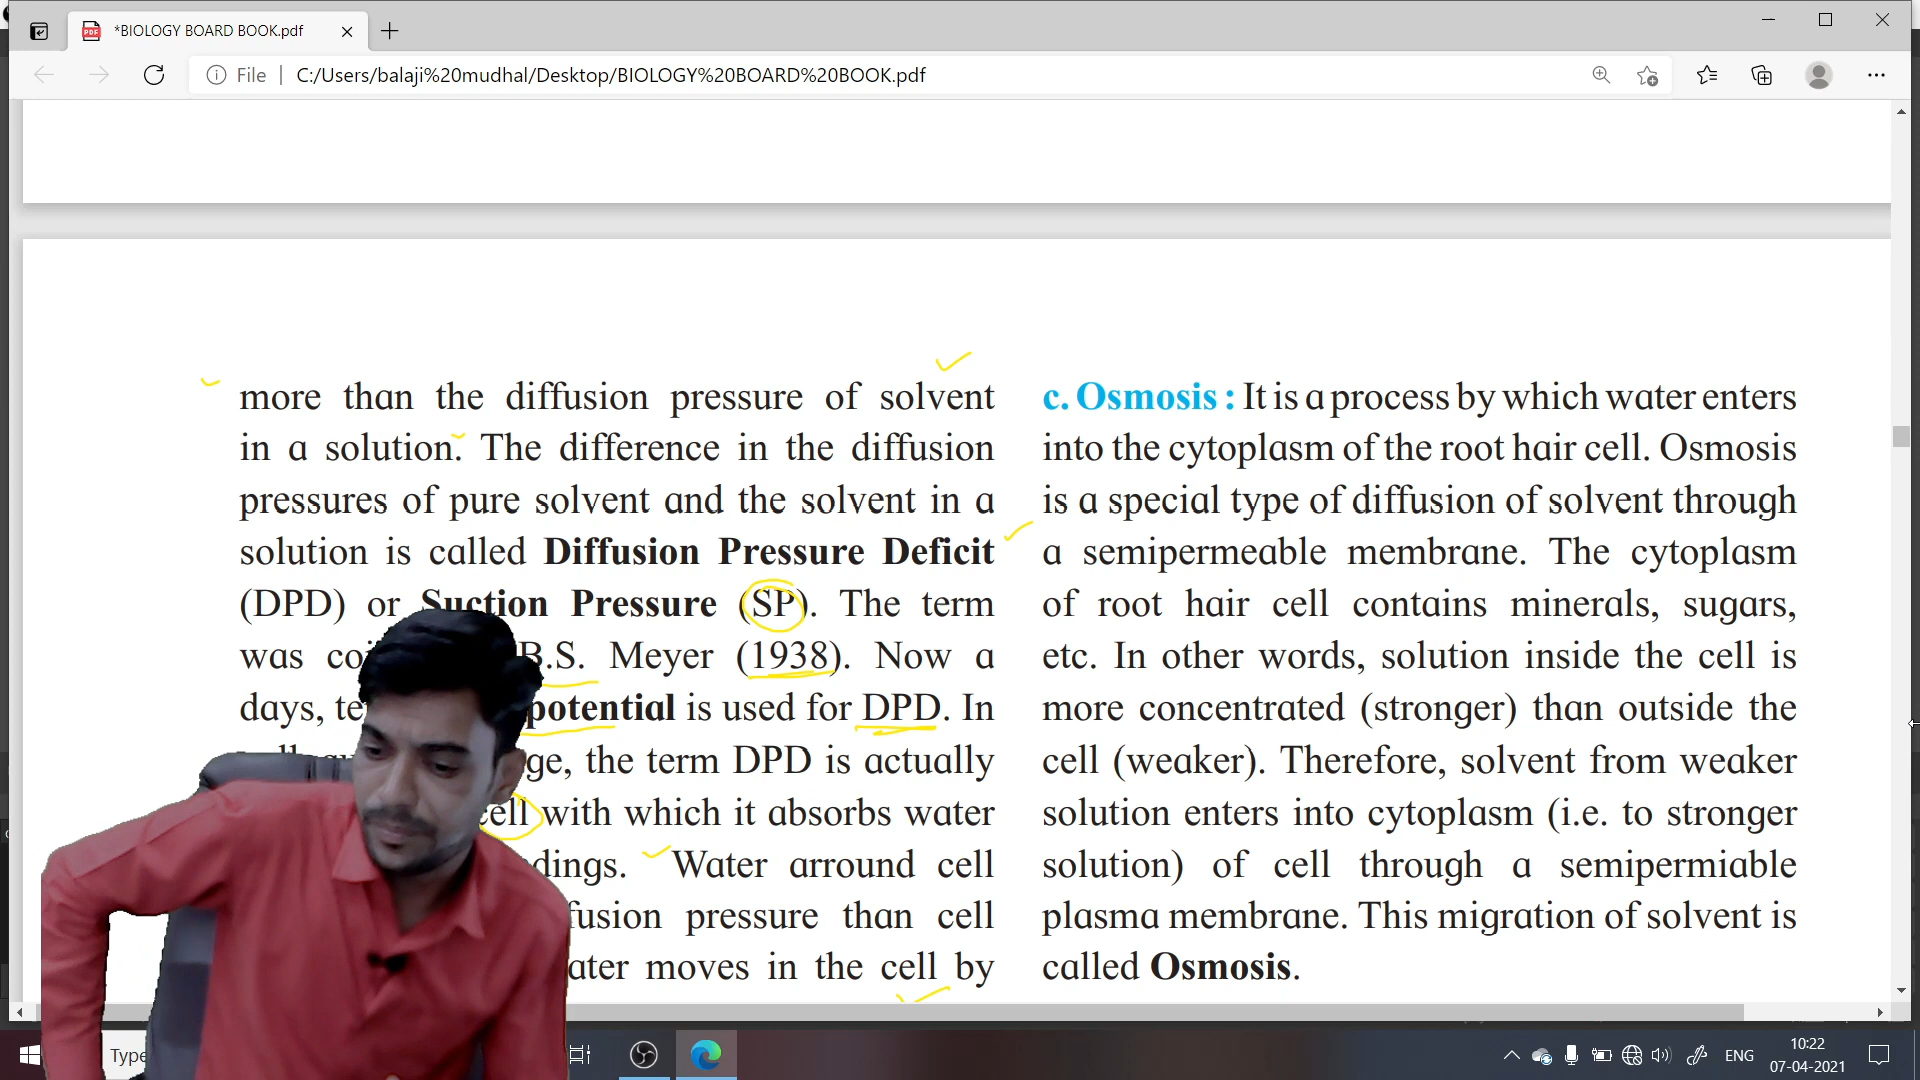 *BIOLOGY BOARD BOOK.pdf
File
C:/Users/balaji%20mudhal/Desktop/BIOLOGY%20BOARD%20BOOK.pdf
more than the diffusion pressure of solvent
in a solution. The difference in the diffusion
pressures of pure solvent and the solvent in a
solution is called Diffusion Pressure Deficit
(DPD) or Suction Pressure (SP). The term
was B.S. Meyer (1938). Now a
days, potential is used for DPD. In
the term DPD is actually
cell with which it absorbs water
Water arround cell
pressure than cell
moves in the cell by
c. Osmosis : It is a process by which water enters
into the cytoplasm of the root hair cell. Osmosis
is a special type of diffusion of solvent through
a semipermeable membrane. The cytoplasm
of root hair cell contains minerals, sugars,
etc. In other words, solution inside the cell is
more concentrated (stronger) than outside the
cell (weaker). Therefore, solvent from weaker
solution enters into cytoplasm (i.e. to stronger
solution) of cell through a semipermiable
plasma membrane. This migration of solvent is
called Osmosis.
Type
ENG
10:22
07-04-2021